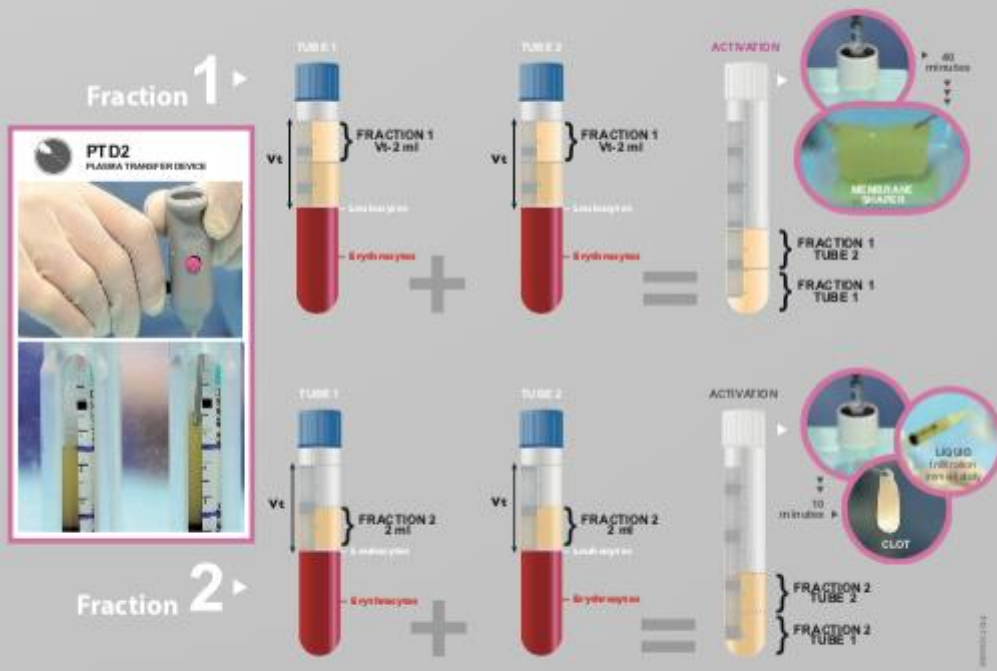 Fraction 1
TUBE 1
TUBE 2
ACTIVATION
40
minutes
PTD2
PLASMA TRANSFER DEVICE
Vt
FRACTION 1
Vt-2 ml
Leukocytes
Erythrocytes
Vt
FRACTION 1
Vt-2 ml
Leukocytes
Erythrocytes
MEMBRANE
SHAPER
FRACTION 1
TUBE 2
FRACTION 1
TUBE 1
TUBE 1
TUBE 2
ACTIVATION
LIQUID
Infiltration
10
minutes
CLOT
Vt
FRACTION 2
2 ml
Leukocytes
Erythrocytes
Vt
FRACTION 2
2 ml
Leukocytes
Erythrocytes
FRACTION 2
TUBE 2
FRACTION 2
TUBE 1
Fraction 2